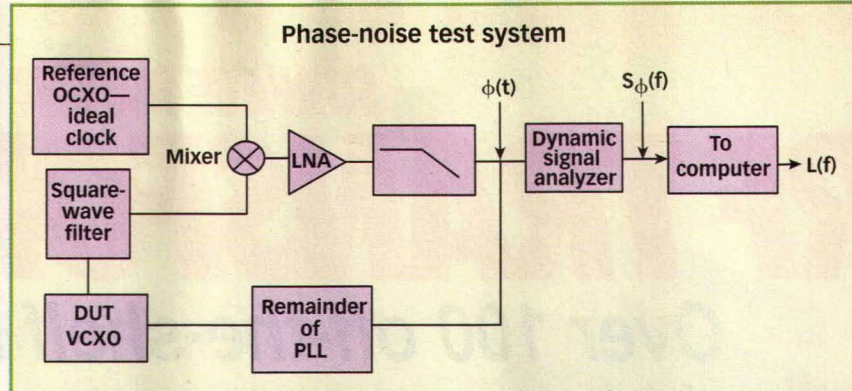 Phase-noise test system
Reference
OCXO—
ideal
clock
Mixer
LNA
ϕ(t)
Dynamic
signal
analyzer
Sϕ(f)
To
computer
L(f)
Square-
wave
filter
DUT
VCXO
Remainder
of
PLL